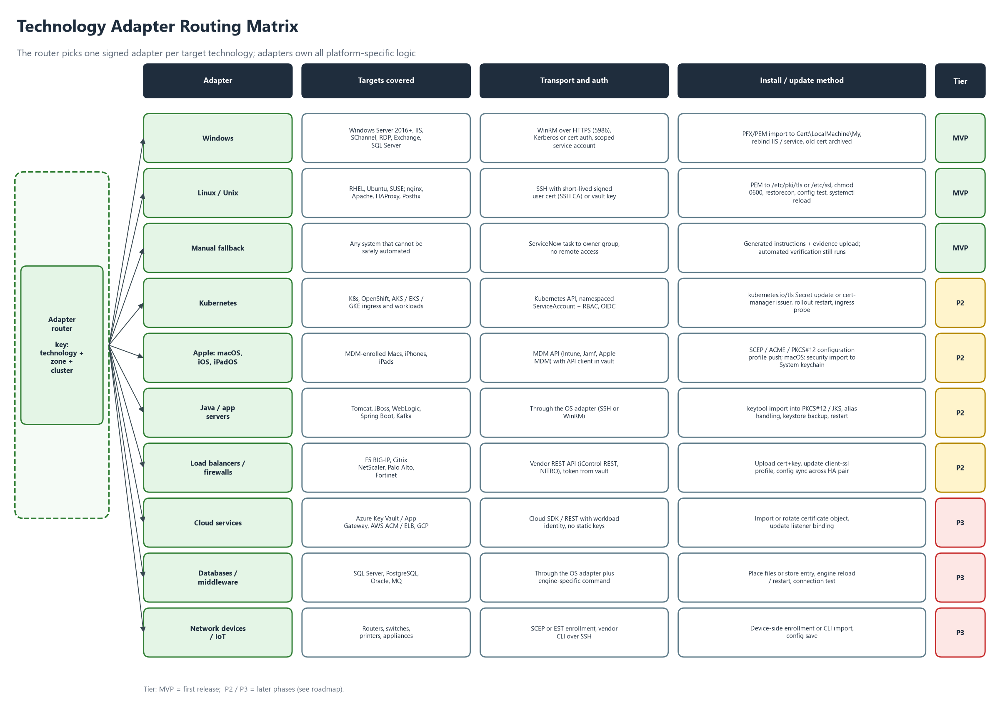 Technology Adapter Routing Matrix
The router picks one signed adapter per target technology; adapters own all platform-specific logic
Adapter
Targets covered
Transport and auth
Install / update method
Tier
Adapter
router
key:
technology +
zone +
cluster
Windows
Windows Server 2016+, IIS,
SChannel, RDP, Exchange,
SQL Server
WinRM over HTTPS (5986),
Kerberos or cert auth, scoped
service account
PFX/PEM import to Cert:\LocalMachine\My,
rebind IIS / service, old cert archived
MVP
Linux / Unix
RHEL, Ubuntu, SUSE; nginx,
Apache, HAProxy, Postfix
SSH with short-lived signed
user cert (SSH CA) or vault key
PEM to /etc/pki/tls or /etc/ssl, chmod
0600, restorecon, config test, systemctl
reload
MVP
Manual fallback
Any system that cannot be
safely automated
ServiceNow task to owner group,
no remote access
Generated instructions + evidence upload;
automated verification still runs
MVP
Kubernetes
K8s, OpenShift, AKS / EKS /
GKE ingress and workloads
Kubernetes API, namespaced
ServiceAccount + RBAC, OIDC
kubernetes.io/tls Secret update or cert-
manager issuer, rollout restart, ingress
probe
P2
Apple: macOS,
iOS, iPadOS
MDM-enrolled Macs, iPhones,
iPads
MDM API (Intune, Jamf, Apple
MDM) with API client in vault
SCEP / ACME / PKCS#12 configuration
profile push; macOS: security import to
System keychain
P2
Java / app
servers
Tomcat, JBoss, WebLogic,
Spring Boot, Kafka
Through the OS adapter (SSH or
WinRM)
keytool import into PKCS#12 / JKS, alias
handling, keystore backup, restart
P2
Load balancers /
firewalls
F5 BIG-IP, Citrix
NetScaler, Palo Alto,
Fortinet
Vendor REST API (iControl REST,
NITRO), token from vault
Upload cert+key, update client-ssl
profile, config sync across HA pair
P2
Cloud services
Azure Key Vault / App
Gateway, AWS ACM / ELB, GCP
Cloud SDK / REST with workload
identity, no static keys
Import or rotate certificate object,
update listener binding
P3
Databases /
middleware
SQL Server, PostgreSQL,
Oracle, MQ
Through the OS adapter plus
engine-specific command
Place files or store entry, engine reload
/ restart, connection test
P3
Network devices
/ IoT
Routers, switches,
printers, appliances
SCEP or EST enrollment, vendor
CLI over SSH
Device-side enrollment or CLI import,
config save
P3
Tier: MVP = first release;  P2 / P3 = later phases (see roadmap).